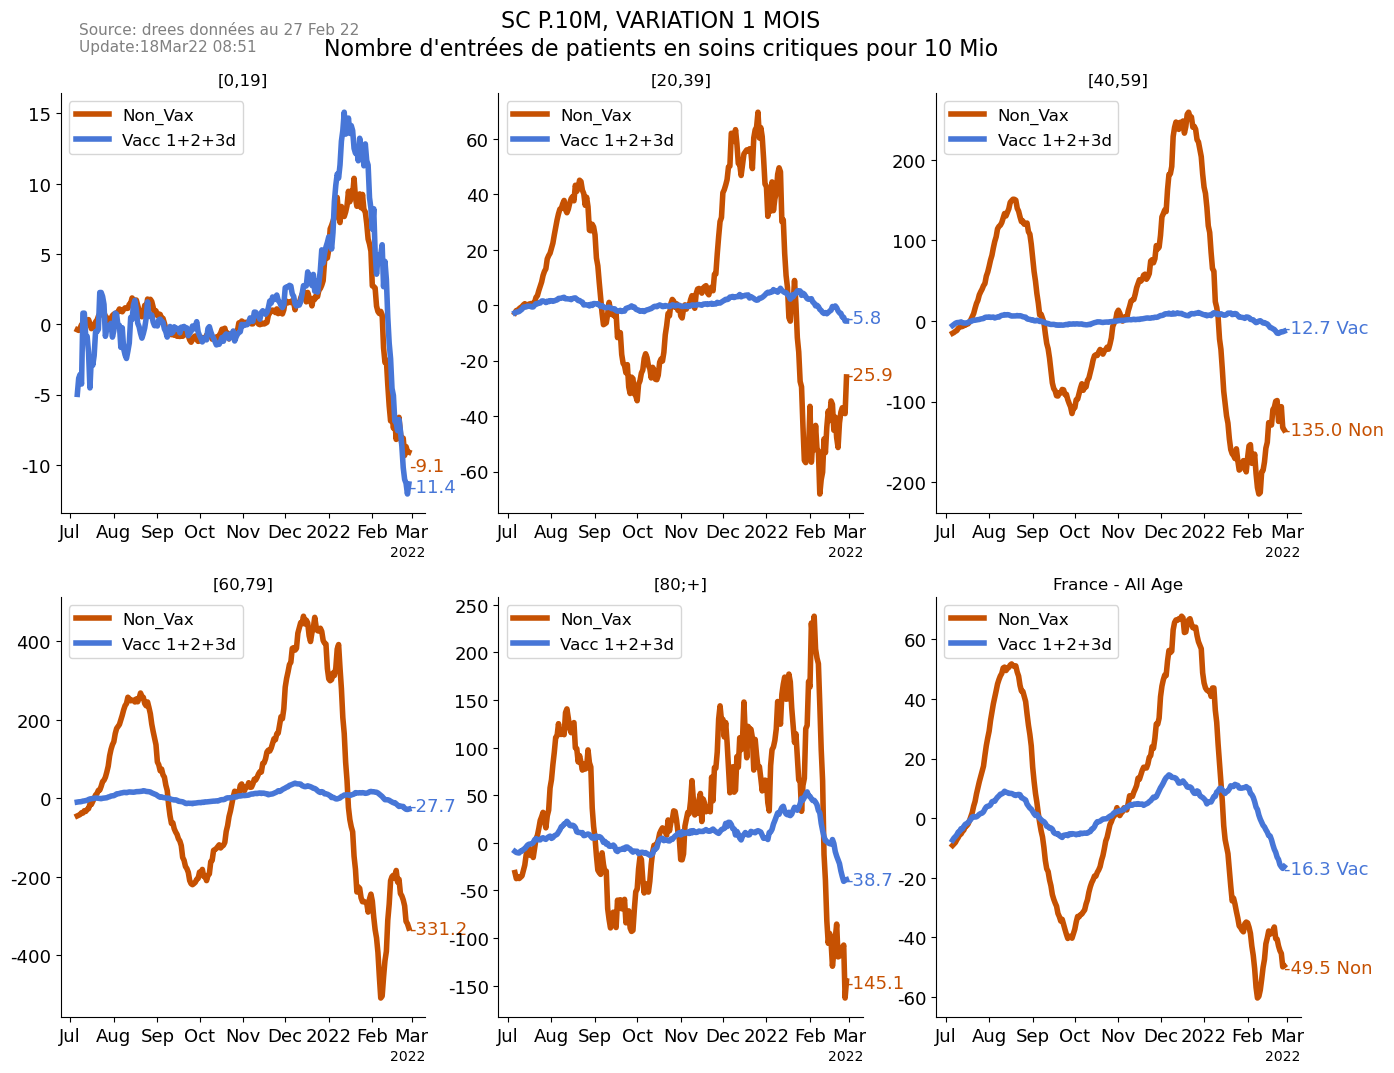 Source: drees données au 27 Feb 22
Update:18Mar22 08:51
SC P.10M, VARIATION 1 MOIS
Nombre d'entrées de patients en soins critiques pour 10 Mio
[0,19]
Non_Vax
Vacc 1+2+3d
15
10
5
0
-5
-10
-9.1
-11.4
Jul Aug Sep Oct Nov Dec 2022 Feb Mar
2022
[20,39]
Non_Vax
Vacc 1+2+3d
60
40
20
0
-20
-40
-60
-5.8
-25.9
Jul Aug Sep Oct Nov Dec 2022 Feb Mar
2022
[40,59]
Non_Vax
Vacc 1+2+3d
200
100
0
-100
-200
-12.7 Vac
-135.0 Non
Jul Aug Sep Oct Nov Dec 2022 Feb Mar
2022
[60,79]
Non_Vax
Vacc 1+2+3d
400
200
0
-200
-400
-27.7
-331.2
Jul Aug Sep Oct Nov Dec 2022 Feb Mar
2022
[80;+]
Non_Vax
Vacc 1+2+3d
250
200
150
100
50
0
-50
-100
-150
-38.7
-145.1
Jul Aug Sep Oct Nov Dec 2022 Feb Mar
2022
France - All Age
Non_Vax
Vacc 1+2+3d
60
40
20
0
-20
-40
-60
-16.3 Vac
-49.5 Non
Jul Aug Sep Oct Nov Dec 2022 Feb Mar
2022